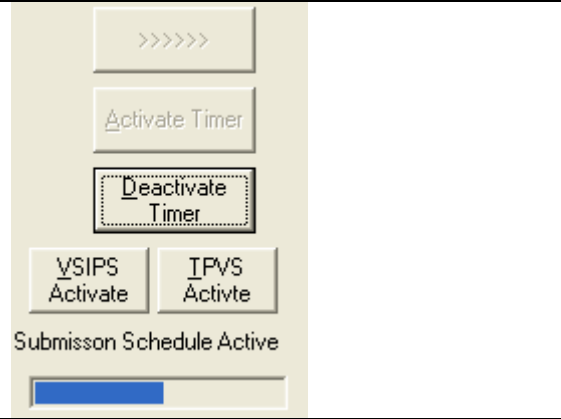 >>>>>>
Activate Timer
Deactivate
Timer
VSIPS
Activate
TPVS
Activte
Submisson Schedule Active